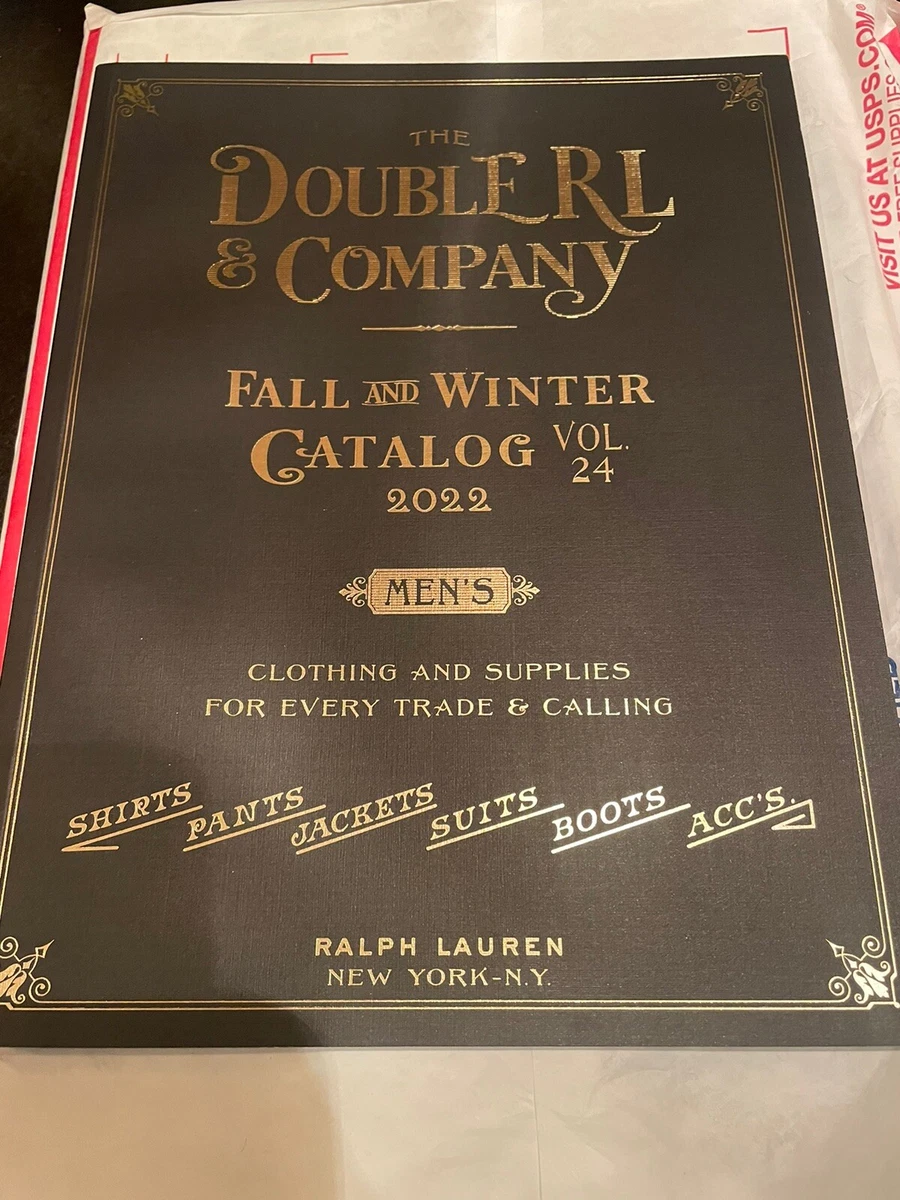 THE
DOUBLE RL
& COMPANY
FALL AND WINTER
CATALOG VOL. 24
2022
MEN'S
CLOTHING AND SUPPLIES
FOR EVERY TRADE & CALLING
SHIRTS PANTS JACKETS SUITS BOOTS ACC'S.
RALPH LAUREN
NEW YORK-N.Y.
VISIT US AT USPS.COM®